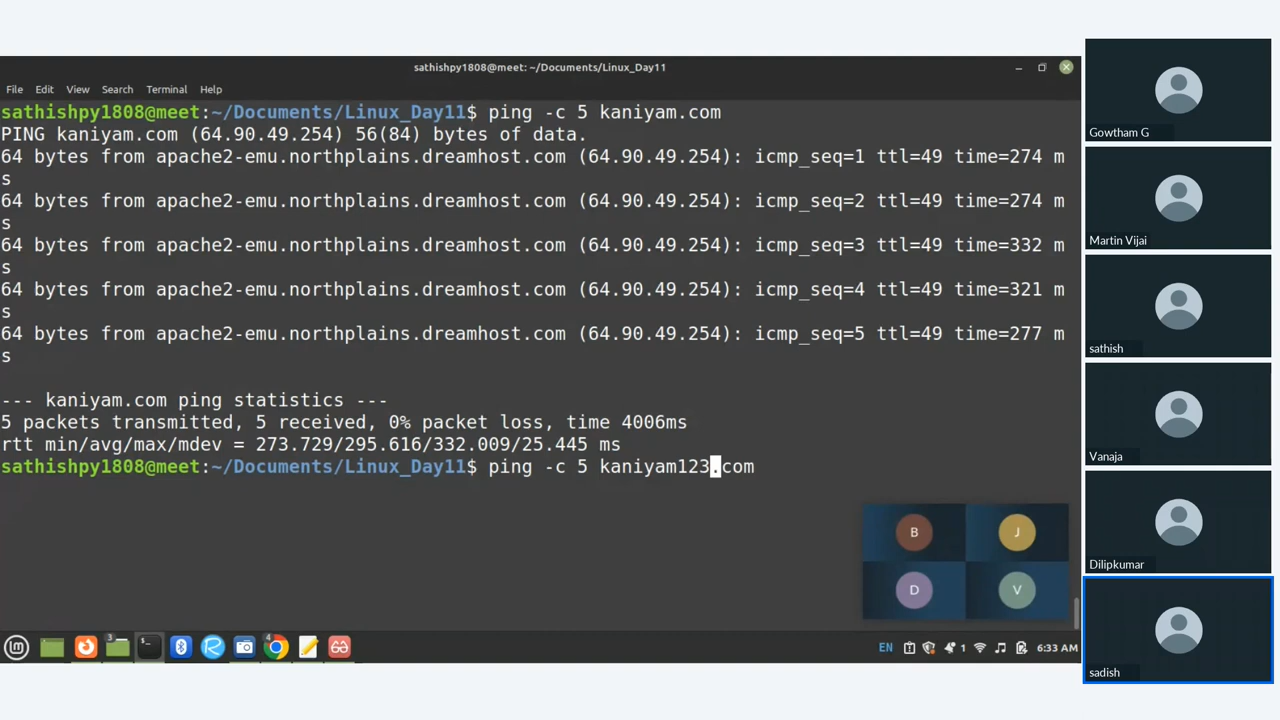 sathishpy1808@meet: ~/Documents/Linux_Day11
File Edit View Search Terminal Help
sathishpy1808@meet:~/Documents/Linux_Day11$ ping -c 5 kaniyam.com
PING kaniyam.com (64.90.49.254) 56(84) bytes of data.
64 bytes from apache2-emu.northplains.dreamhost.com (64.90.49.254): icmp_seq=1 ttl=49 time=274 m
s
64 bytes from apache2-emu.northplains.dreamhost.com (64.90.49.254): icmp_seq=2 ttl=49 time=274 m
s
64 bytes from apache2-emu.northplains.dreamhost.com (64.90.49.254): icmp_seq=3 ttl=49 time=332 m
s
64 bytes from apache2-emu.northplains.dreamhost.com (64.90.49.254): icmp_seq=4 ttl=49 time=321 m
s
64 bytes from apache2-emu.northplains.dreamhost.com (64.90.49.254): icmp_seq=5 ttl=49 time=277 m
s
--- kaniyam.com ping statistics ---
5 packets transmitted, 5 received, 0% packet loss, time 4006ms
rtt min/avg/max/mdev = 273.729/295.616/332.009/25.445 ms
sathishpy1808@meet:~/Documents/Linux_Day11$ ping -c 5 kaniyam123.com
B J
D V
3 4 EN 1 6:33 AM
Gowtham G
Martin Vijai
sathish
Vanaja
Dilipkumar
sadish